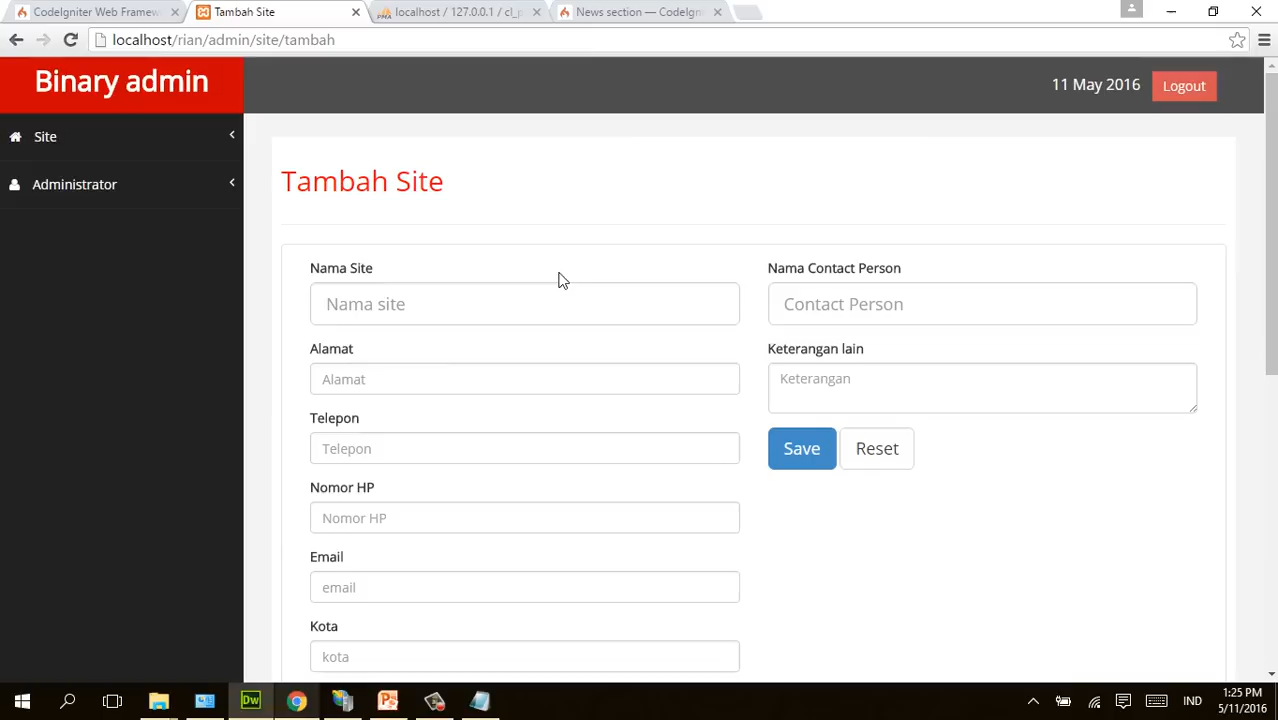 CodeIgniter Web Framew
Tambah Site
localhost / 127.0.0.1 / cl_p
News section — CodeIgn
localhost/rian/admin/site/tambah
Binary admin
11 May 2016
Logout
Site
Administrator
Tambah Site
Nama Site
Nama site
Alamat
Alamat
Telepon
Telepon
Nomor HP
Nomor HP
Email
email
Kota
kota
Nama Contact Person
Contact Person
Keterangan lain
Keterangan
Save
Reset
Dw
IND
1:25 PM
5/11/2016